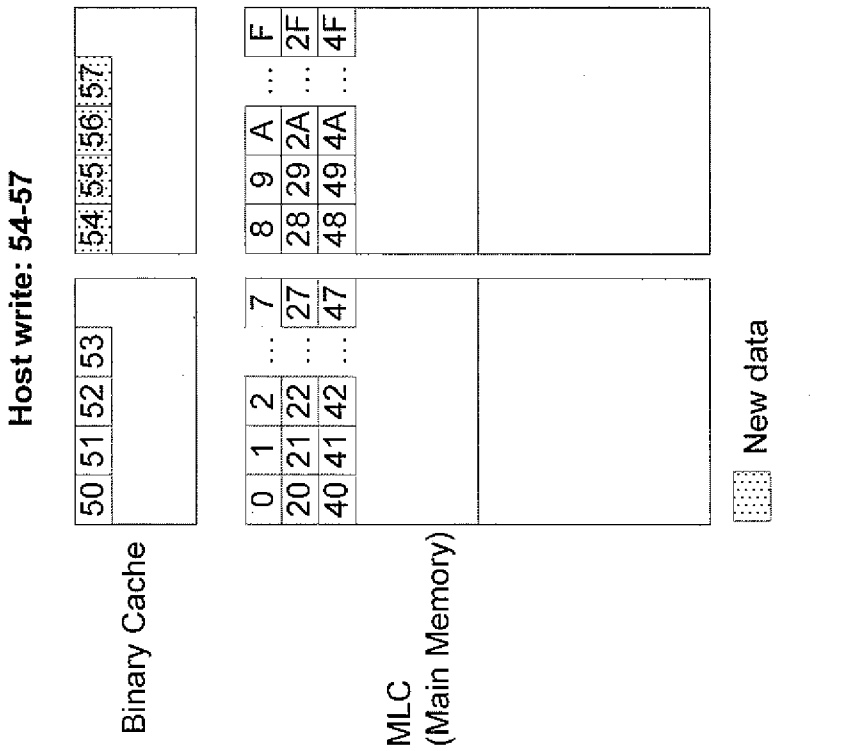 Host write: 54-57
Binary Cache
50 51 52 53
54 55 56 57
MLC
(Main Memory)
0 1 2 ... 7
20 21 22 ... 27
40 41 42 ... 47
8 9 A ... F
28 29 2A ... 2F
48 49 4A ... 4F
New data